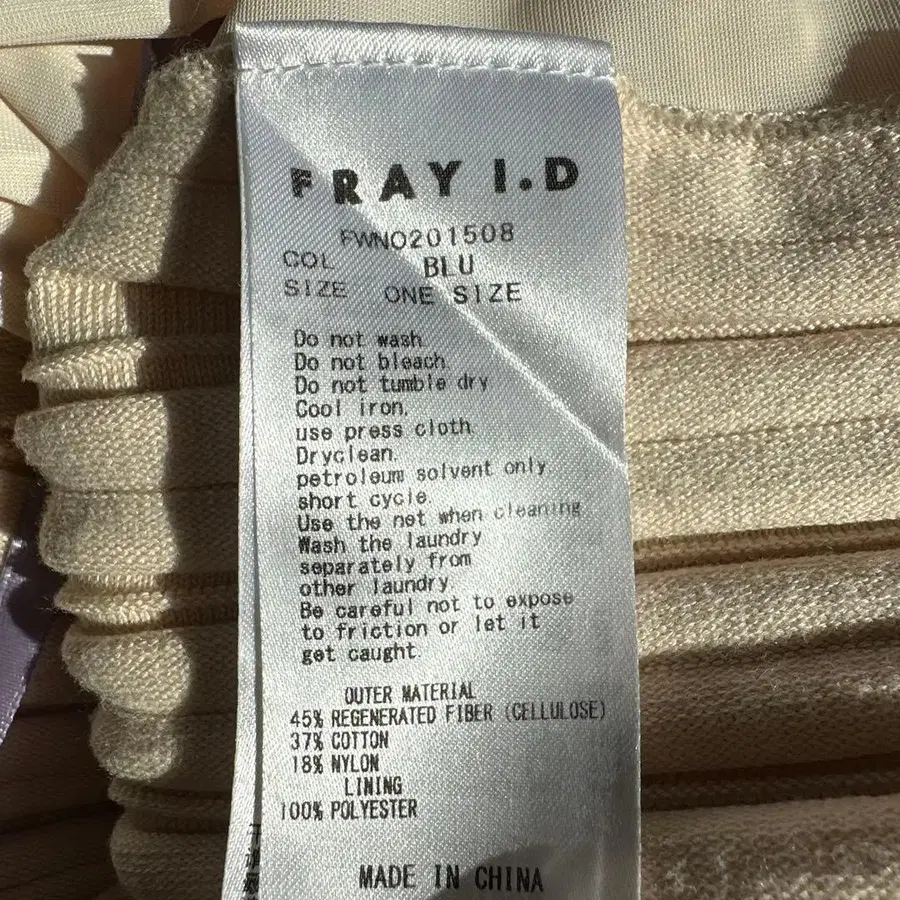 FRAY I.D
FWNO201508
COL BLU
SIZE ONE SIZE
Do not wash.
Do not bleach.
Do not tumble dry
Cool iron.
use press cloth
Dryclean.
petroleum solvent only.
short cycle.
Use the net when cleaning
Wash the laundry
separately from
other laundry.
Be careful not to expose
to friction or let it
get caught.
OUTER MATERIAL
45% REGENERATED FIBER (CELLULOSE)
37% COTTON
18% NYLON
LINING
100% POLYESTER
MADE IN CHINA